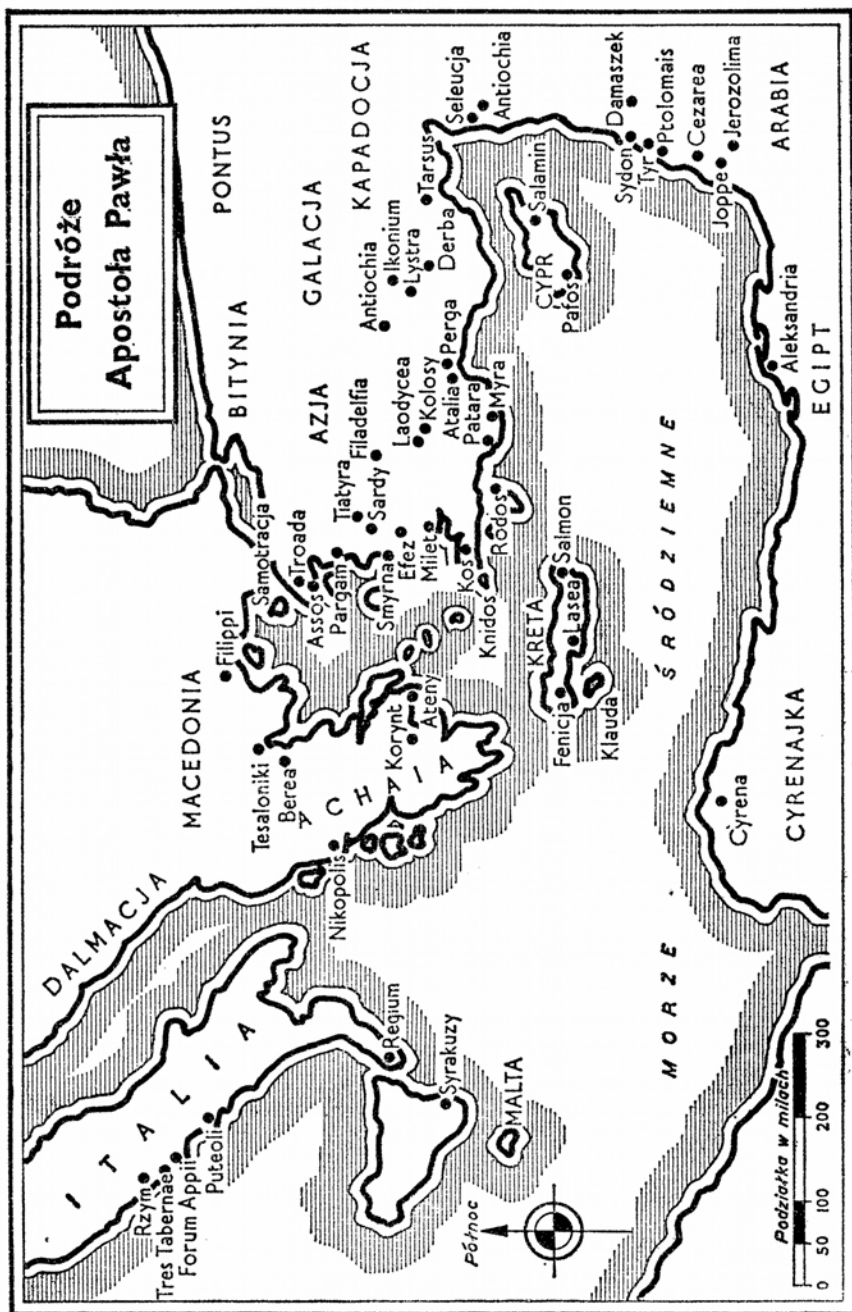 Podróże
Apostoła Pawła
DALMACJA
MACEDONIA
BITYNIA
PONTUS
GALACJA
KAPADOCJA
AZJA
ITALIA
ACHAIA
Rzym
Tres Tabernae
Forum Appii
Puteoli
Regium
Syrakuzy
MALTA
Filippi
Tesaloniki
Berea
Nikopolis
Korynt
Ateny
Samotracja
Troada
Assos
Pargam
Tiatyra
Sardy
Filadelfia
Smyrna
Efez
Milet
Laodycea
Kolosy
Kos
Knidos
Rodos
Antiochia
Ikonium
Lystra
Derba
Tarsus
Perga
Atalia
Patara
Myra
Seleucja
Antiochia
CYPR
Salamin
Pafos
KRETA
Salmon
Lasea
Fenicja
Klauda
Damaszek
Sydon
Tyr
Ptolomais
Cezarea
Joppe
Jerozolima
ARABIA
MORZE ŚRÓDZIEMNE
Cyrena
CYRENAJKA
Aleksandria
EGIPT
Północ
Podziałka w milach
0 50 100 200 300